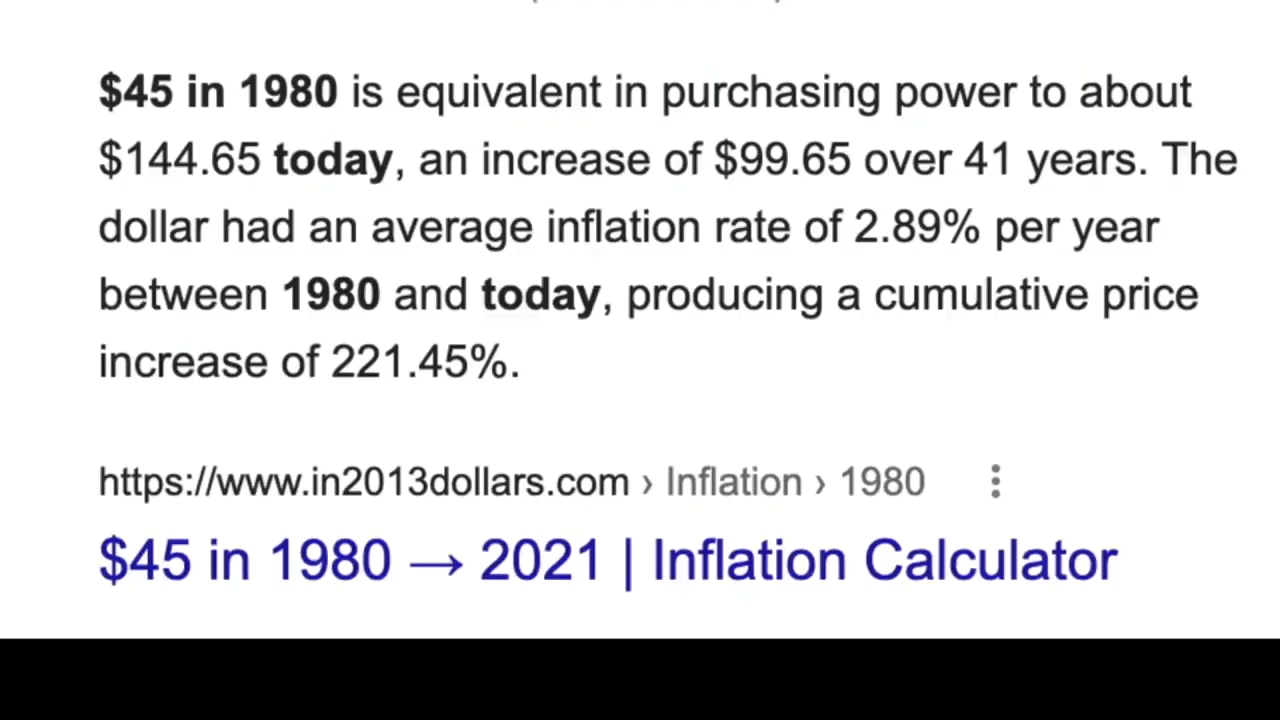 $45 in 1980 is equivalent in purchasing power to about
$144.65 today, an increase of $99.65 over 41 years. The
dollar had an average inflation rate of 2.89% per year
between 1980 and today, producing a cumulative price
increase of 221.45%.
https://www.in2013dollars.com › Inflation › 1980
$45 in 1980 → 2021 | Inflation Calculator